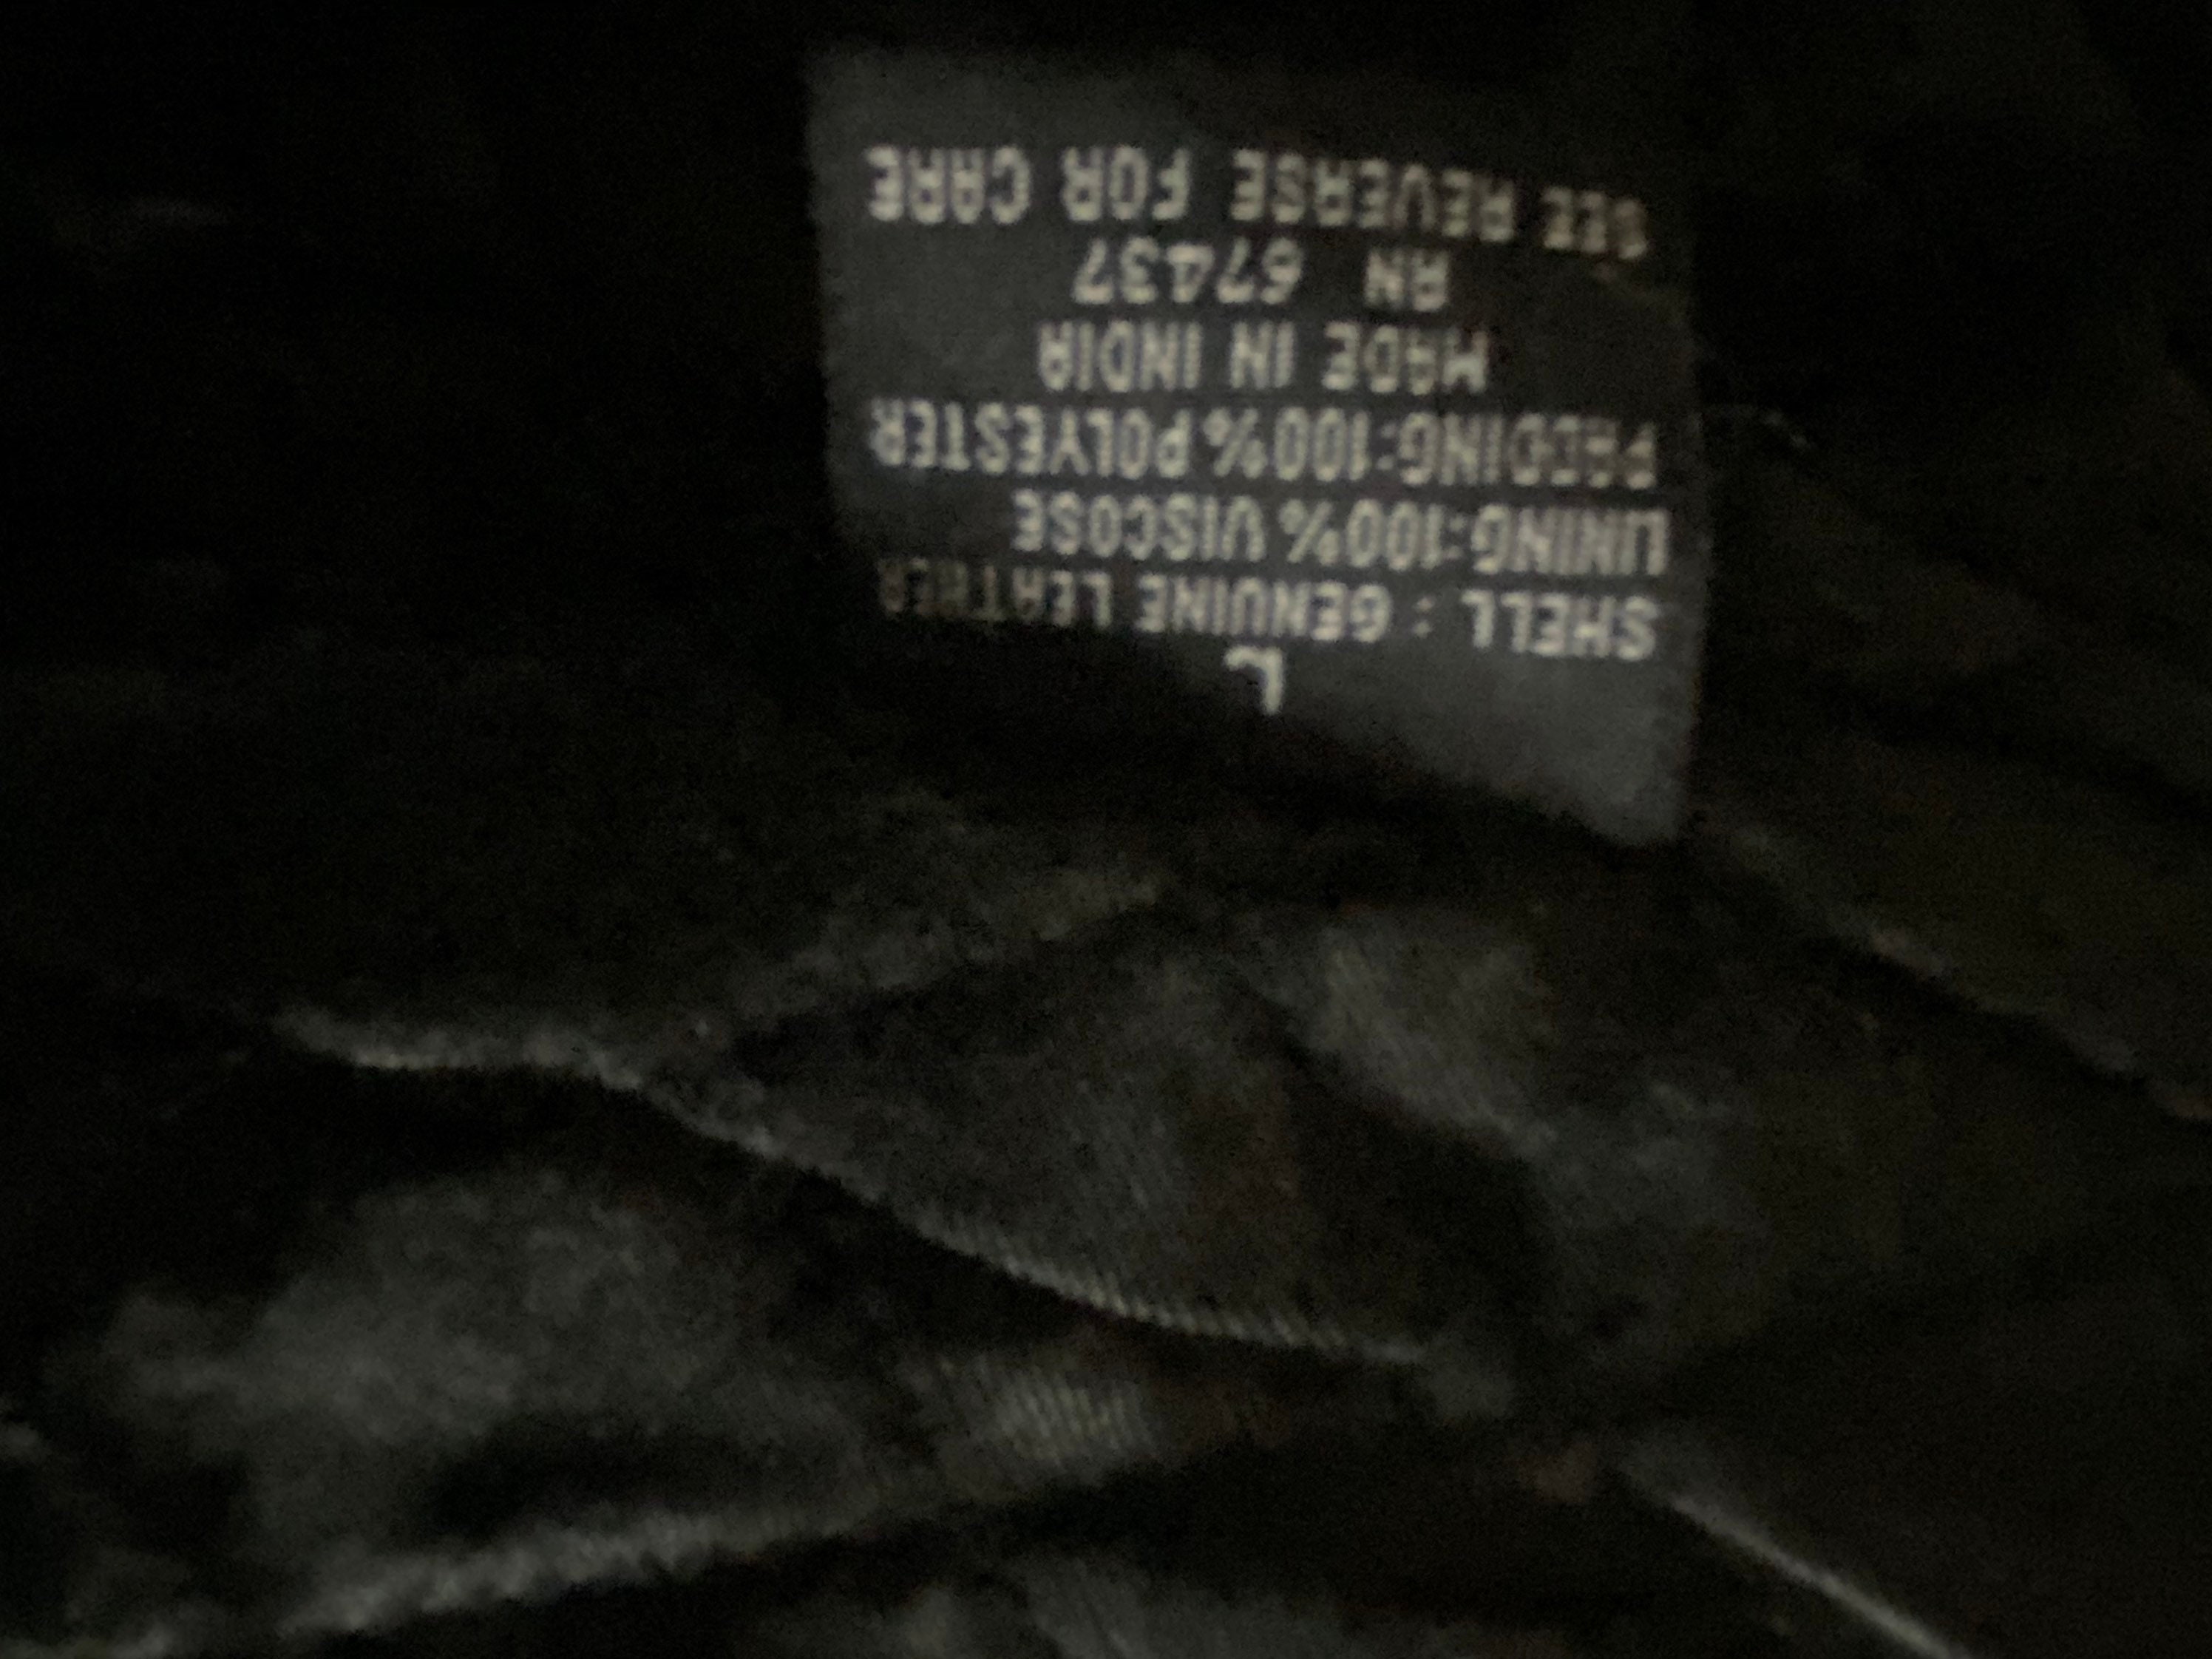 L
SHELL : GENUINE LEATHER
LINING:100% VISCOSE
PADDING:100% POLYESTER
MADE IN INDIA
RN 67437
SEE REVERSE FOR CARE